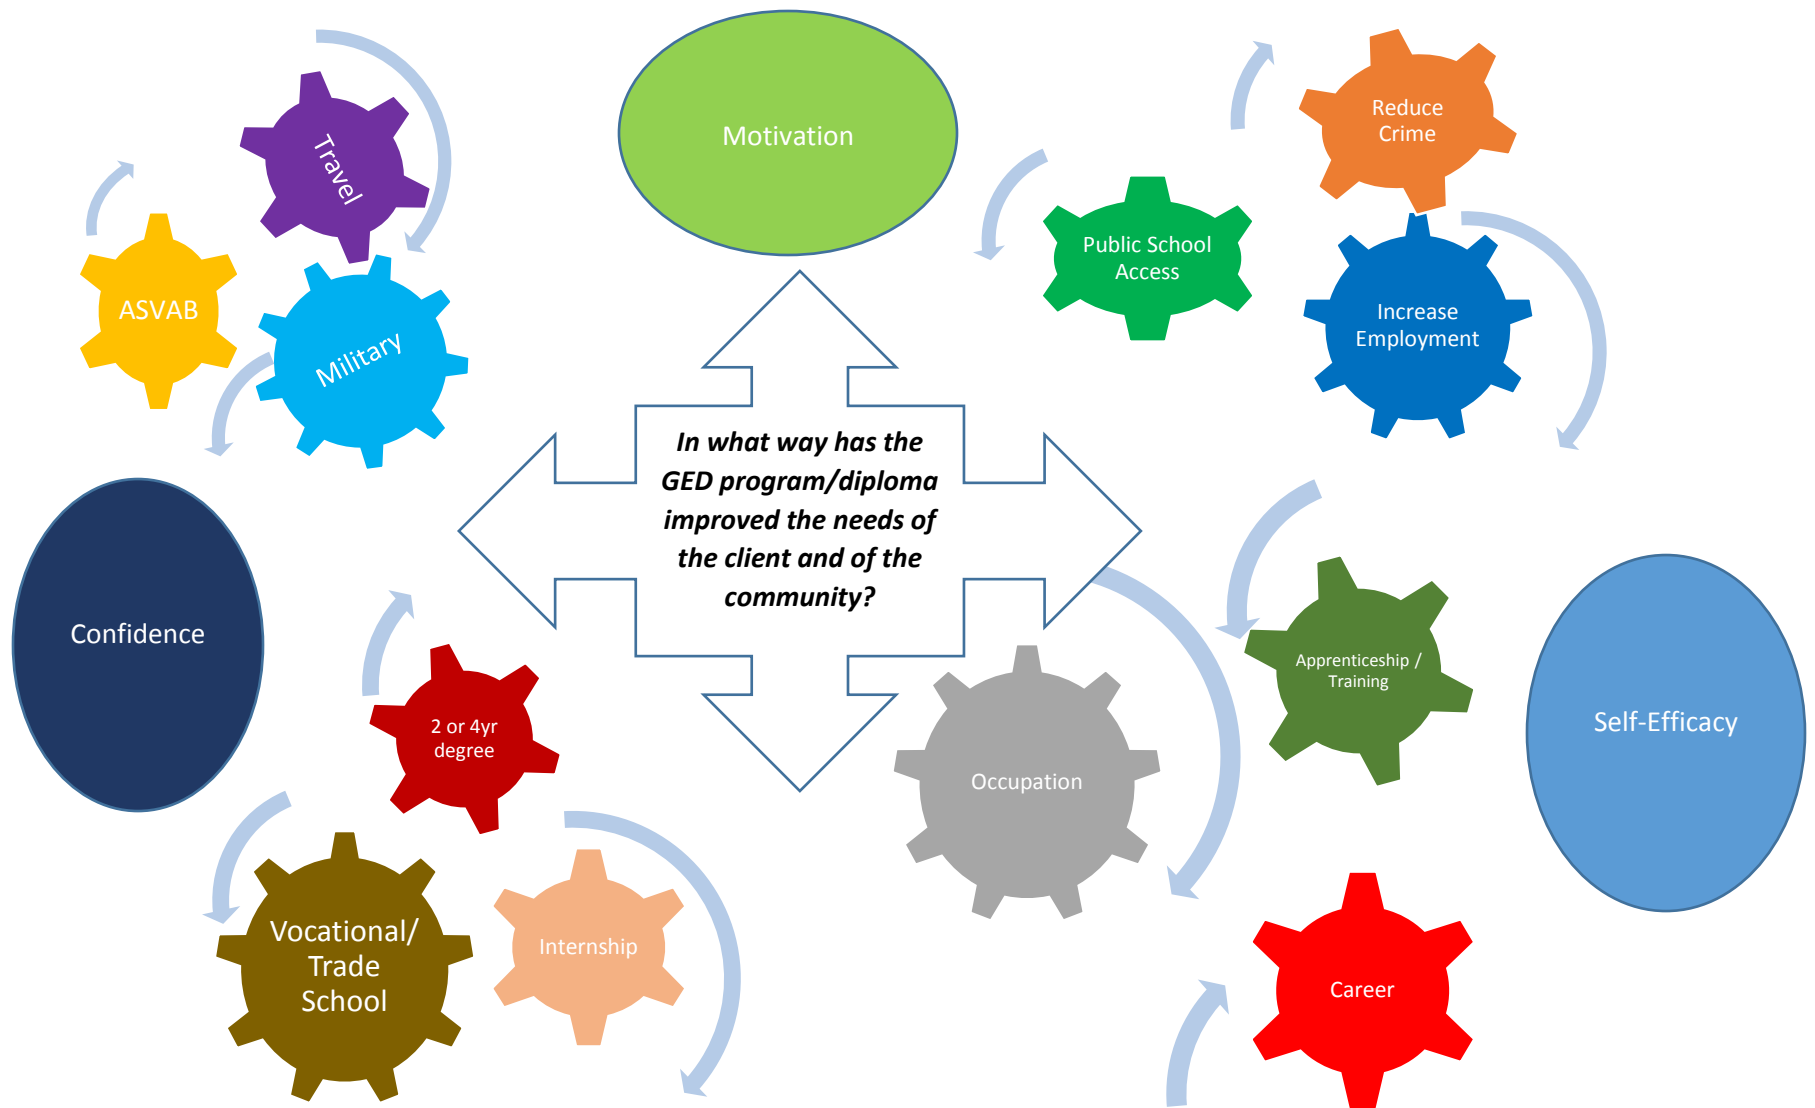 Motivation
Reduce
Crime
Travel
Public School
Access
ASVAB
Military
Increase
Employment
In what way has the
GED program/diploma
improved the needs of
the client and of the
community?
Confidence
Apprenticeship /
Training
Self-Efficacy
2 or 4yr
degree
Occupation
Vocational/
Trade
School
Internship
Career